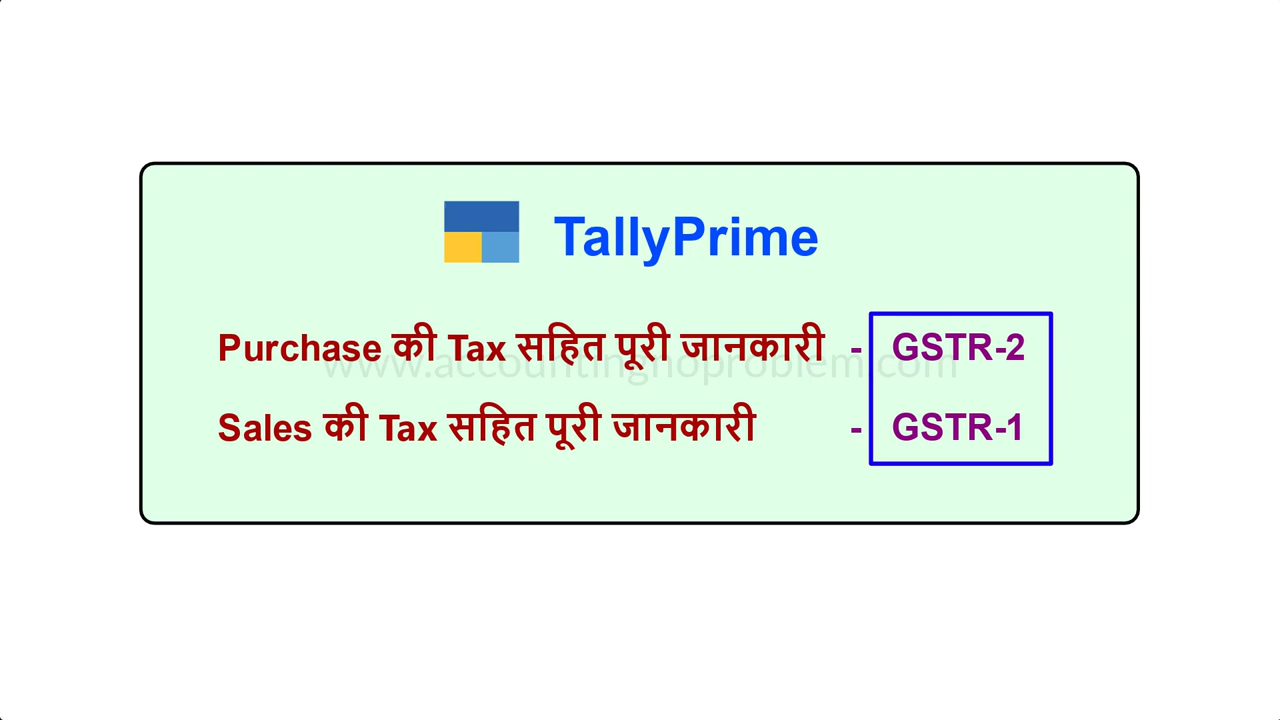 TallyPrime
Purchase की Tax सहित पूरी जानकारी - GSTR-2
www.accountingnoproblem.com
Sales की Tax सहित पूरी जानकारी - GSTR-1